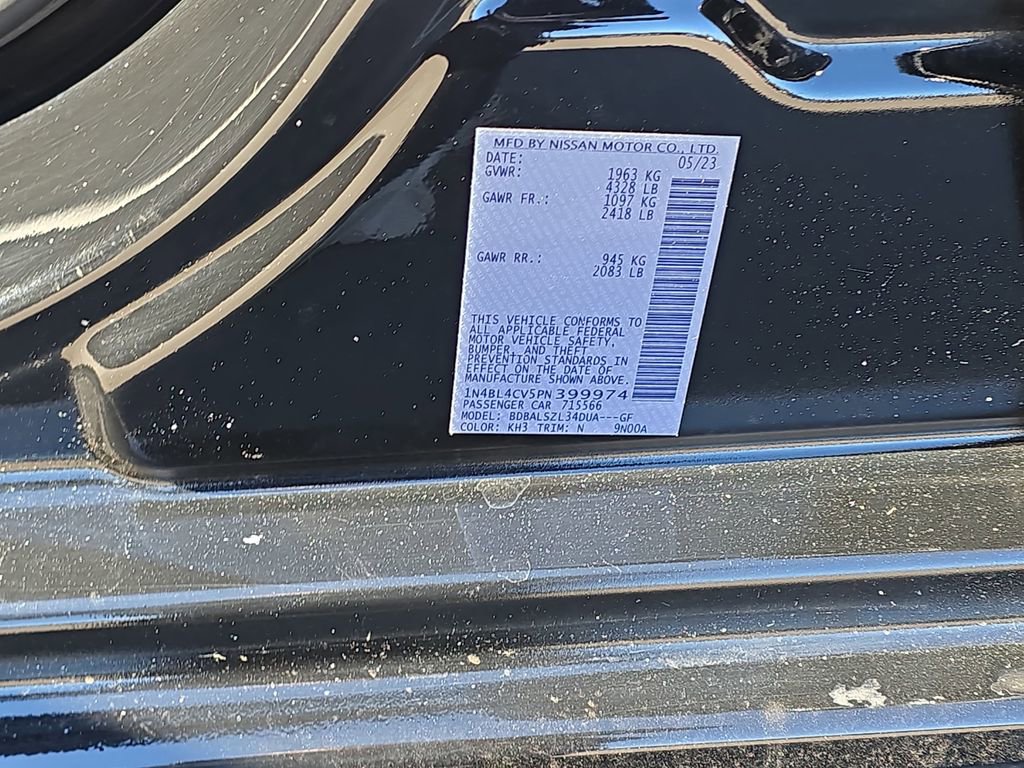 MFD BY NISSAN MOTOR CO., LTD.
DATE: 05/23
GVWR: 1963 KG
4328 LB
GAWR FR.: 1097 KG
2418 LB
GAWR RR.: 945 KG
2083 LB
THIS VEHICLE CONFORMS TO
ALL APPLICABLE FEDERAL
MOTOR VEHICLE SAFETY,
BUMPER, AND THEFT
PREVENTION STANDARDS IN
EFFECT ON THE DATE OF
MANUFACTURE SHOWN ABOVE.
1N4BL4CV5PN399974
PASSENGER CAR 715566
MODEL: BDBALSZL34DUA---GF
COLOR: KH3 TRIM: N 9N00A